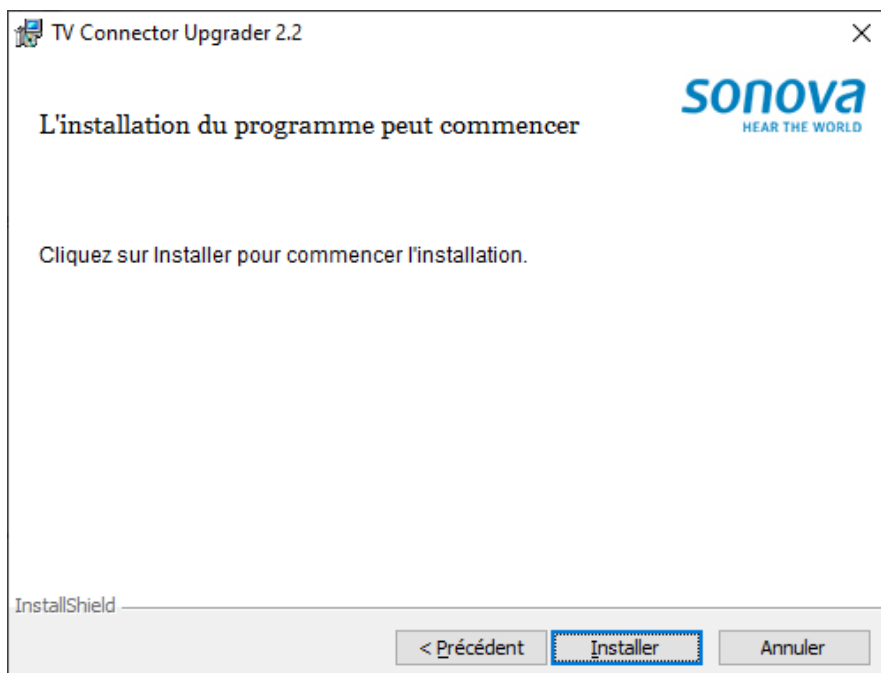 TV Connector Upgrader 2.2
sonova
HEAR THE WORLD
L'installation du programme peut commencer
Cliquez sur Installer pour commencer l'installation.
InstallShield
< Précédent
Installer
Annuler